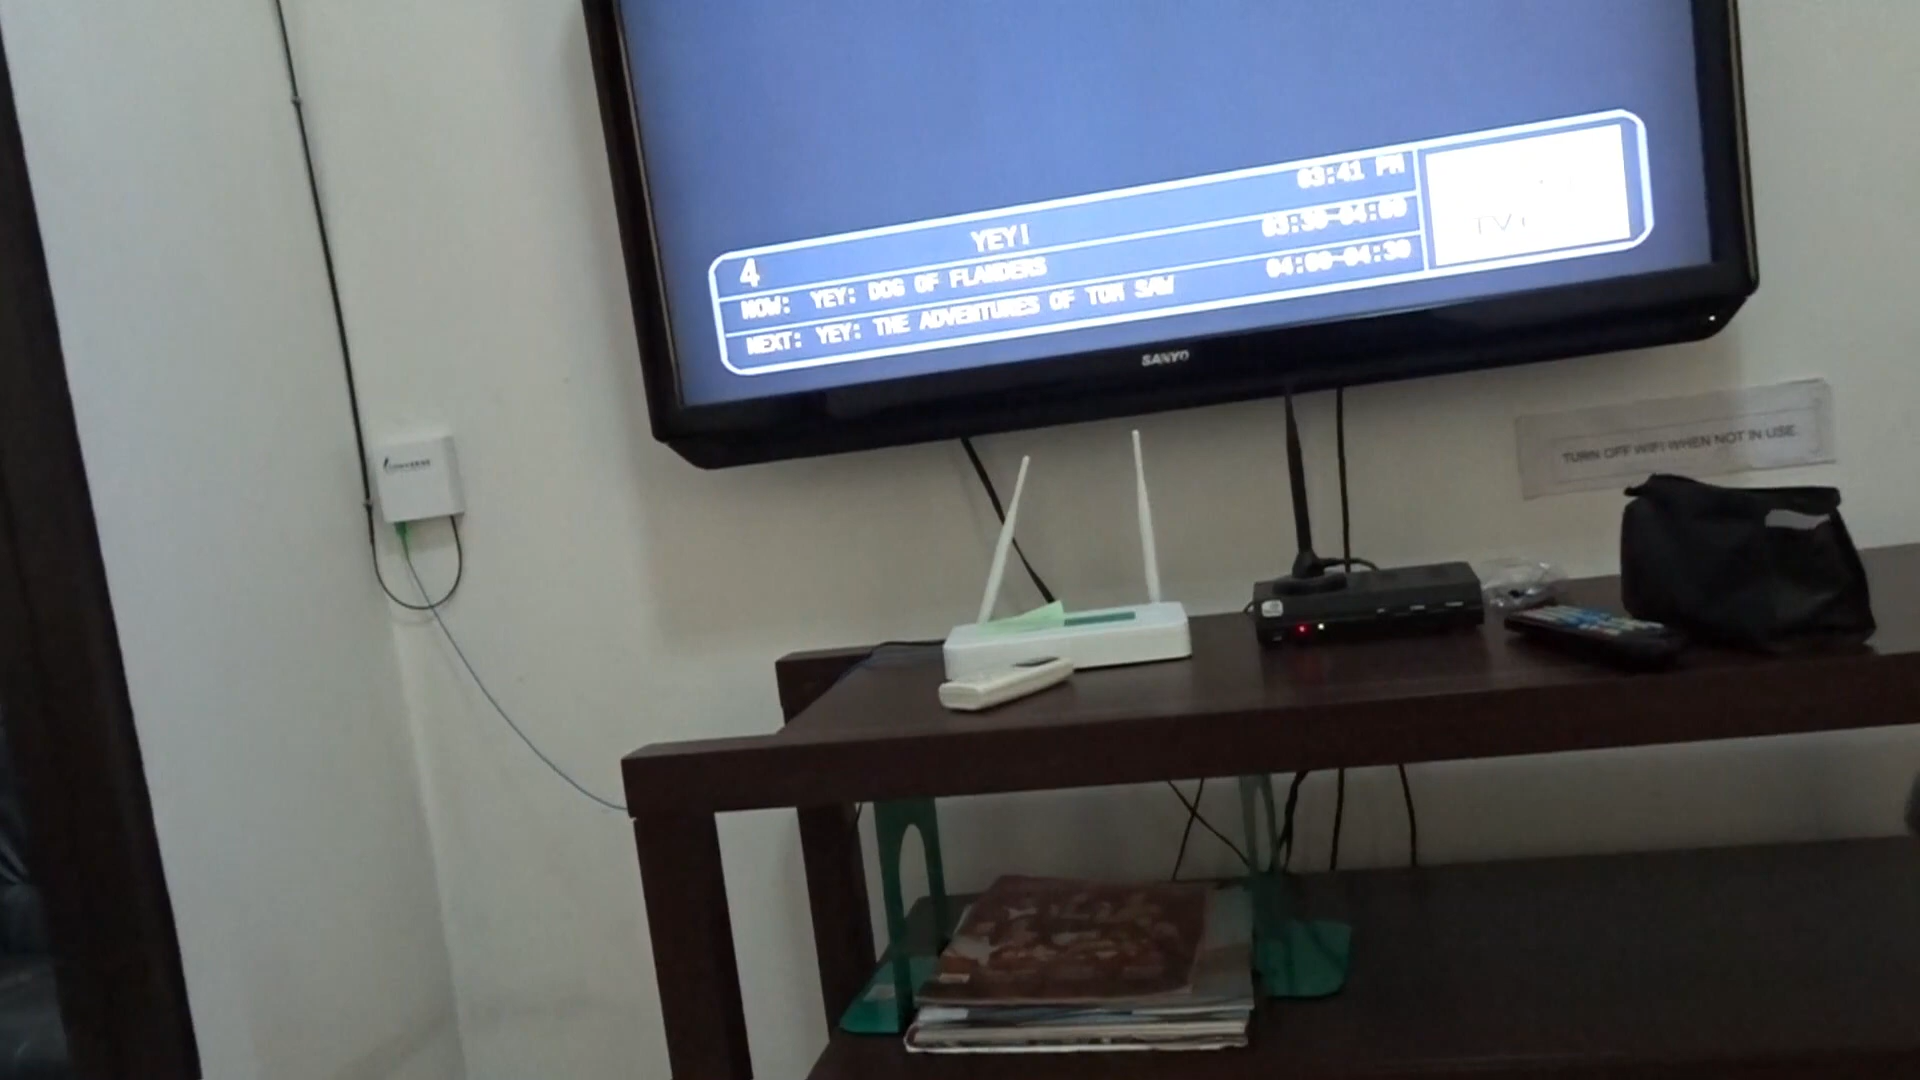 03:41 PM
4 YEY!
03:30-04:00
NOW: YEY: DOG OF FLANDERS
04:00-04:30
NEXT: YEY: THE ADVENTURES OF TOM SAW
SANYO
CONVERGE
TURN OFF WIFI WHEN NOT IN USE